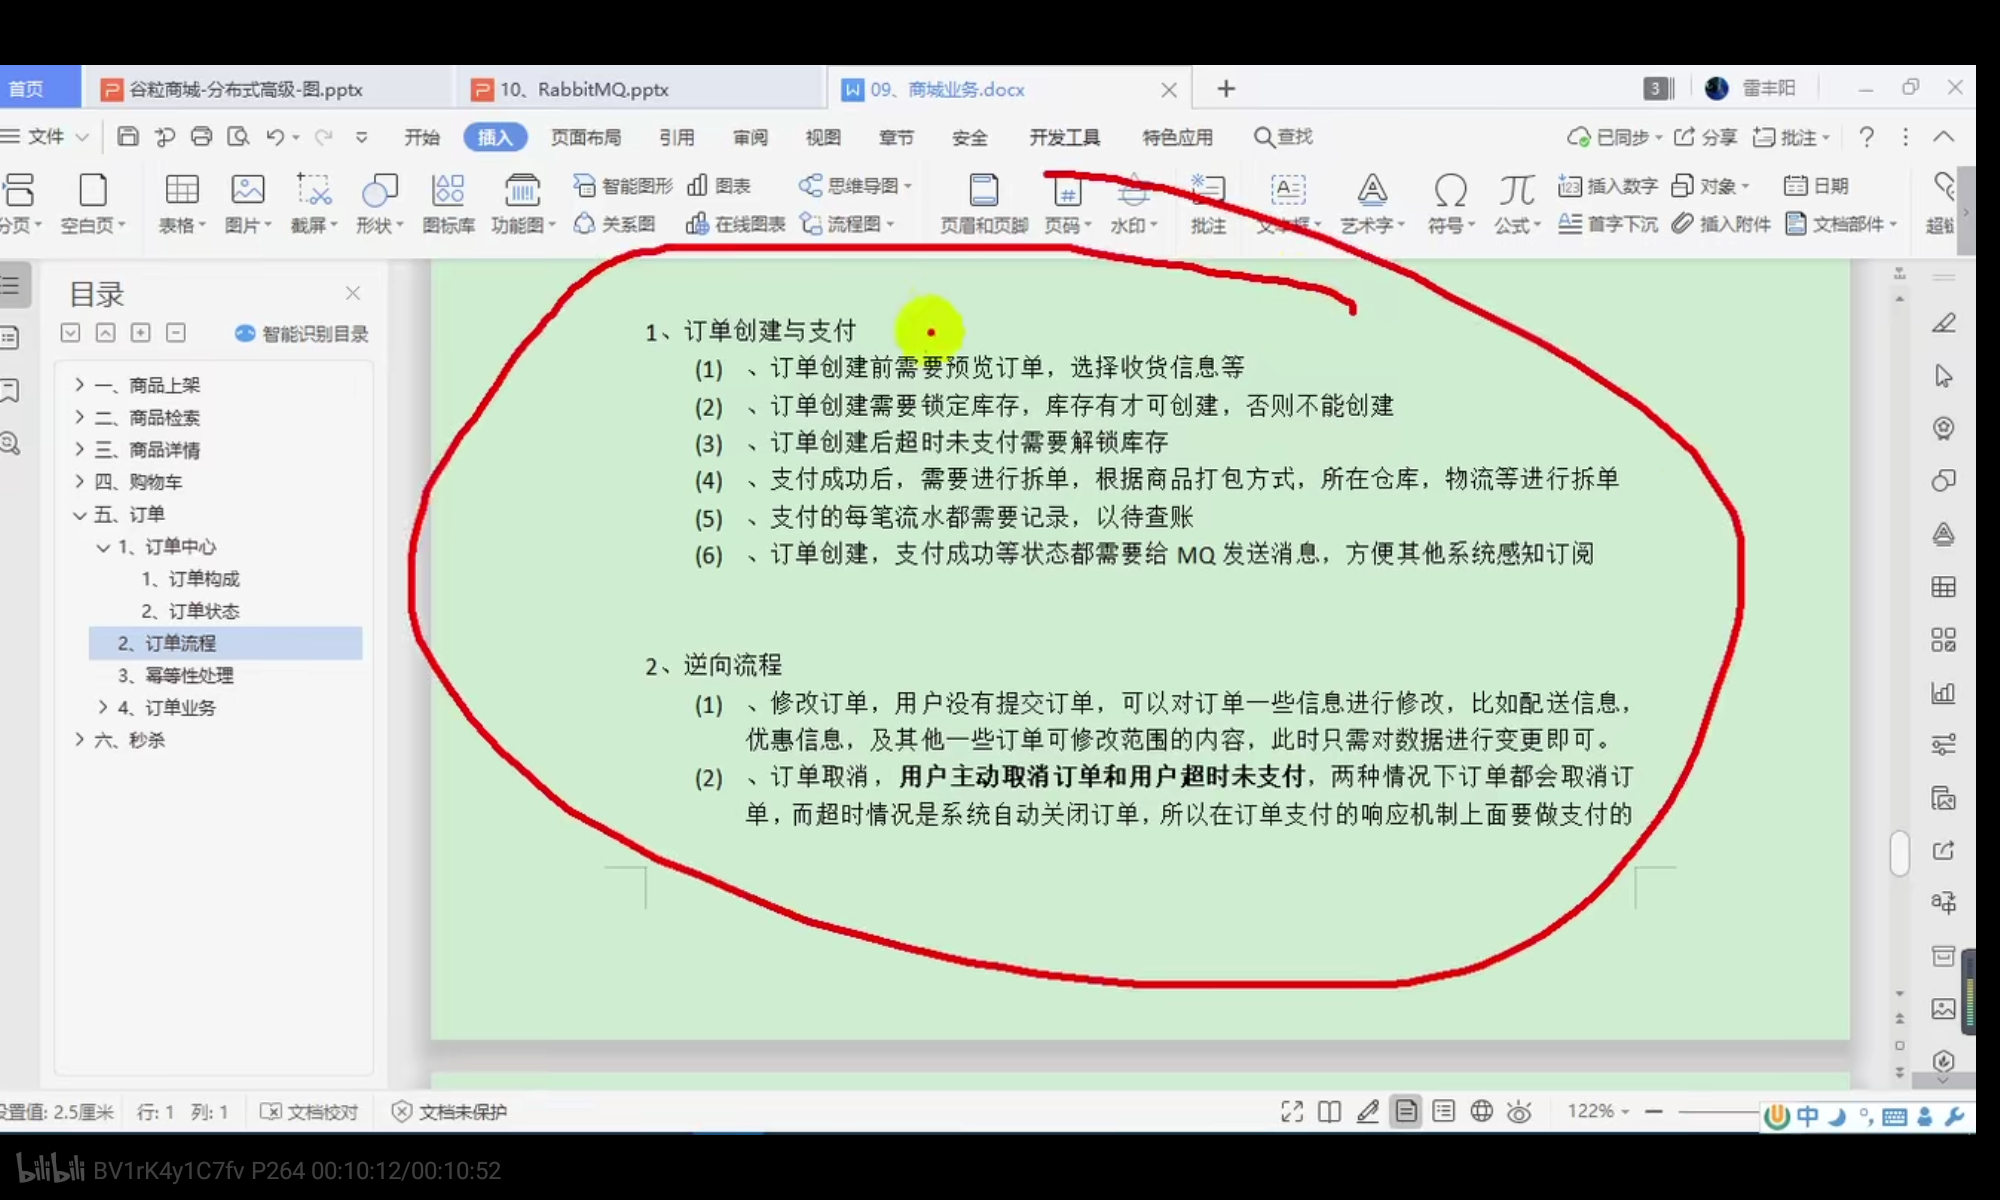 首页
谷粒商城-分布式高级-图.pptx
10、RabbitMQ.pptx
09、商城业务.docx
3
雷丰阳
文件
开始
插入
页面布局
引用
审阅
视图
章节
安全
开发工具
特色应用
查找
已同步
分享
批注
分页
空白页
表格
图片
截屏
形状
图标库
功能图
智能图形
图表
关系图
在线图表
思维导图
流程图
页眉和页脚
页码
水印
批注
文本框
艺术字
符号
公式
插入数字
对象
日期
首字下沉
插入附件
文档部件
目录
智能识别目录
一、商品上架
二、商品检索
三、商品详情
四、购物车
五、订单
1、订单中心
1、订单构成
2、订单状态
2、订单流程
3、幂等性处理
4、订单业务
六、秒杀
1、订单创建与支付
(1) 、订单创建前需要预览订单，选择收货信息等
(2) 、订单创建需要锁定库存，库存有才可创建，否则不能创建
(3) 、订单创建后超时未支付需要解锁库存
(4) 、支付成功后，需要进行拆单，根据商品打包方式，所在仓库，物流等进行拆单
(5) 、支付的每笔流水都需要记录，以待查账
(6) 、订单创建，支付成功等状态都需要给 MQ 发送消息，方便其他系统感知订阅
2、逆向流程
(1) 、修改订单，用户没有提交订单，可以对订单一些信息进行修改，比如配送信息，
优惠信息，及其他一些订单可修改范围的内容，此时只需对数据进行变更即可。
(2) 、订单取消，用户主动取消订单和用户超时未支付，两种情况下订单都会取消订
单，而超时情况是系统自动关闭订单，所以在订单支付的响应机制上面要做支付的
设置值: 2.5厘米
行: 1
列: 1
文档校对
文档未保护
122%
中
bilibili BV1rK4y1C7fv P264 00:10:12/00:10:52